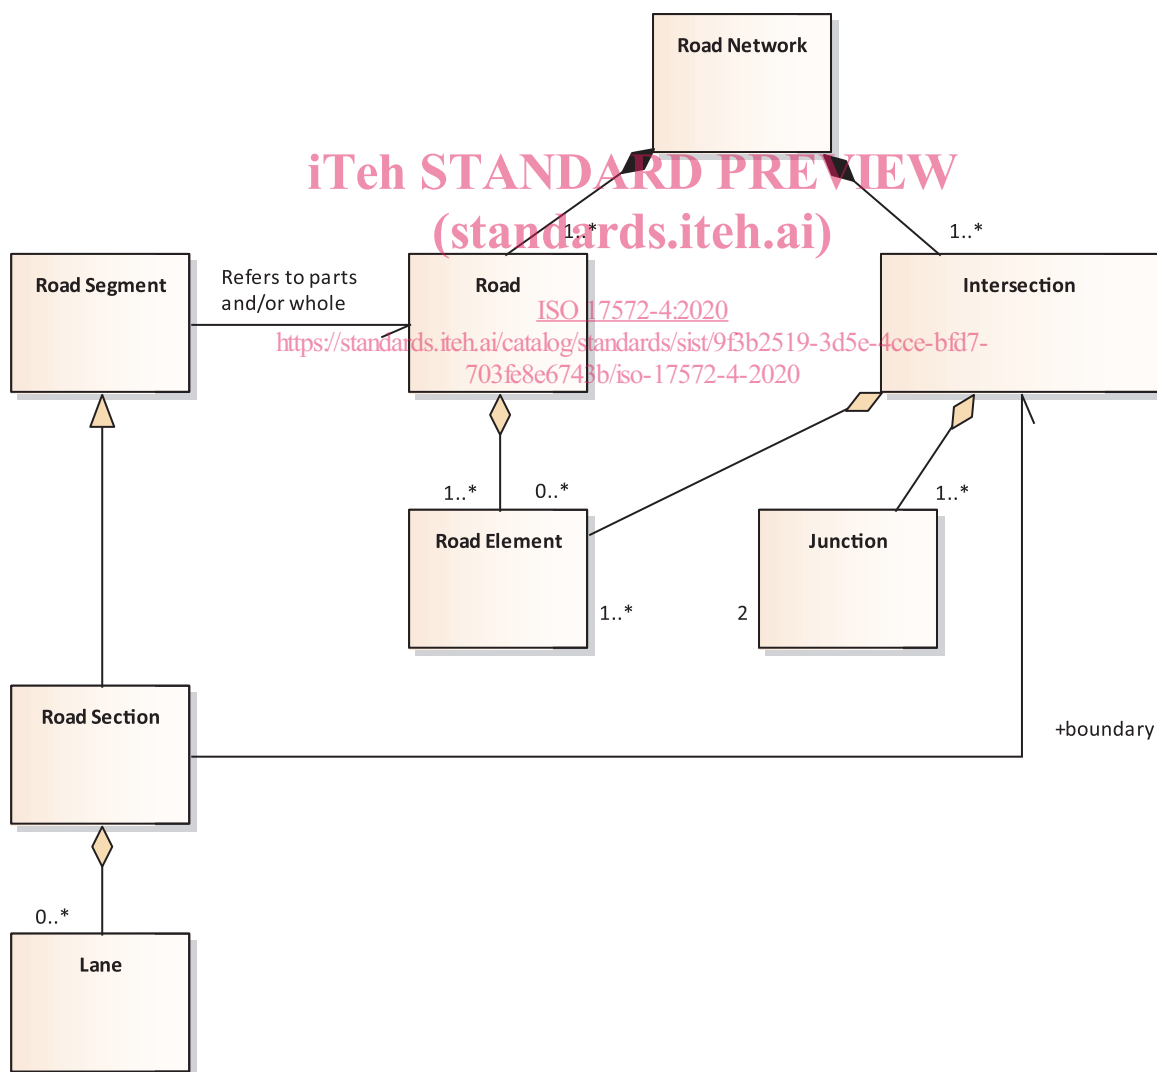 Road Network
iTeh STANDARD PREVIEW
(standards.iteh.ai)
1..*
1..*
Road Segment
Refers to parts
and/or whole
Road
Intersection
ISO 17572-4:2020
https://standards.iteh.ai/catalog/standards/sist/9f3b2519-3d5e-4cce-bfd7-
703fe8e6743b/iso-17572-4-2020
1..*
0..*
1..*
Road Element
Junction
1..*
2
Road Section
+boundary
0..*
Lane